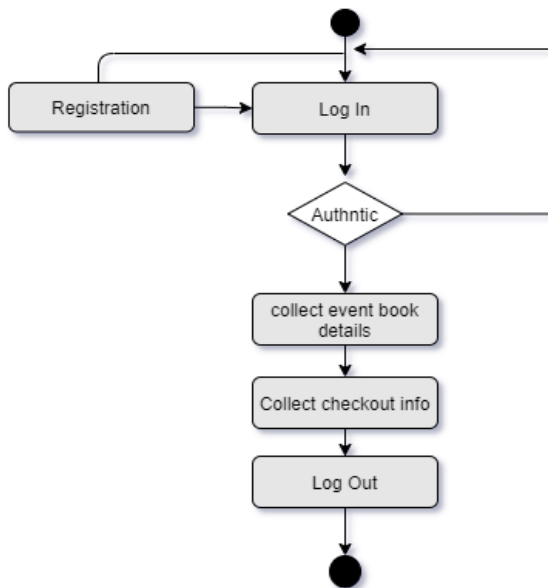 Registration
Log In
Authntic
collect event book
details
Collect checkout info
Log Out